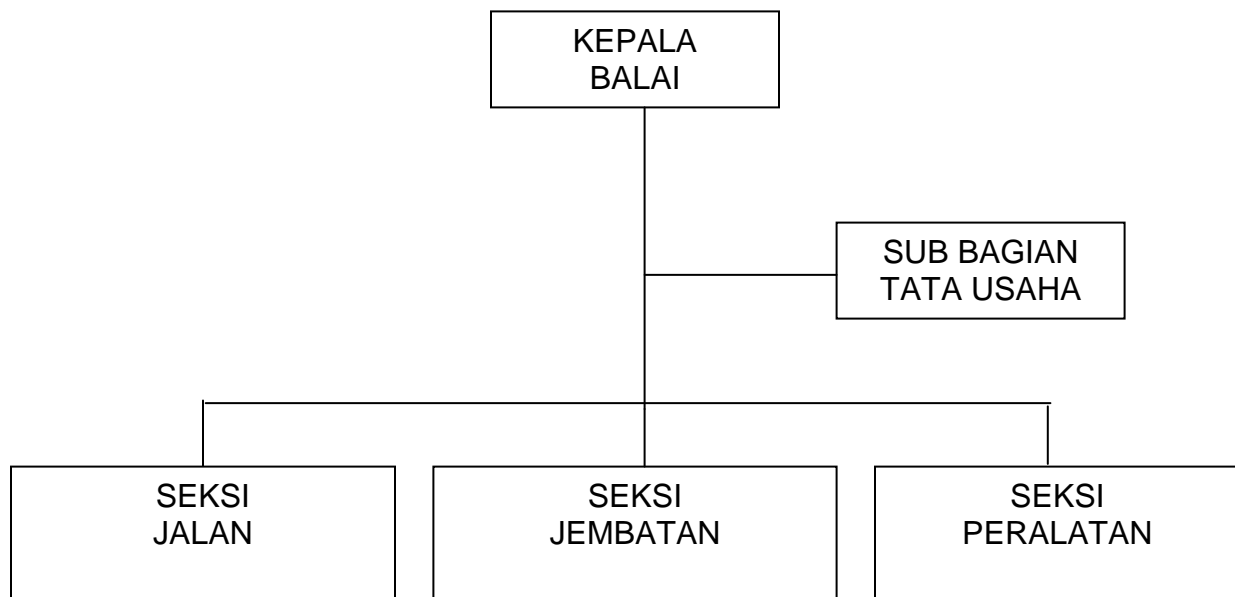 KEPALA
BALAI
SUB BAGIAN
TATA USAHA
SEKSI
JALAN
SEKSI
JEMBATAN
SEKSI
PERALATAN